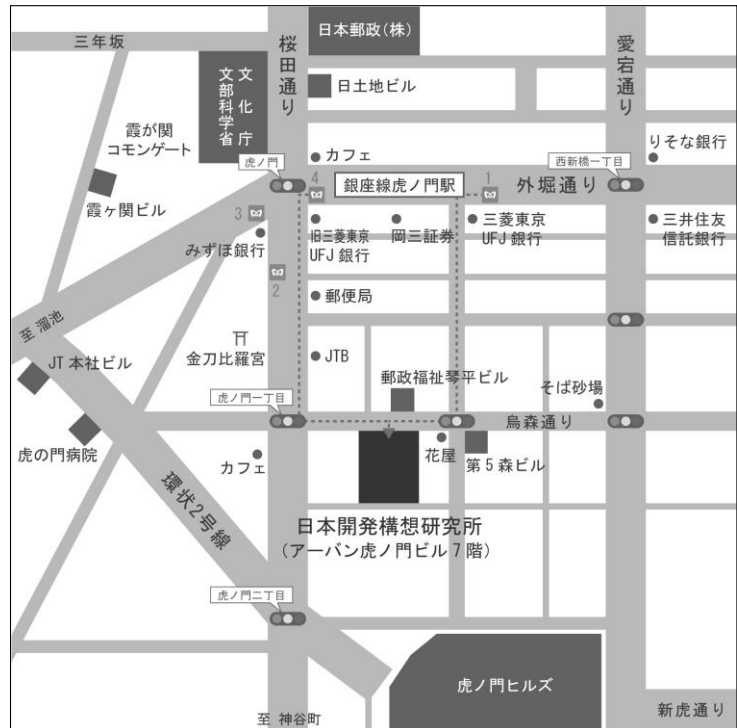 日本郵政(株)
三年坂
桜田通り
愛宕通り
文化庁
文部科学省
日土地ビル
霞が関
コモンゲート
カフェ
りそな銀行
虎ノ門
西新橋一丁目
4
銀座線虎ノ門駅
1
外堀通り
霞ヶ関ビル
3
みずほ銀行
旧三菱東京
UFJ銀行
岡三証券
三菱東京
UFJ銀行
三井住友
信託銀行
2
郵便局
至 溜池
金刀比羅宮
JTB
JT本社ビル
郵政福祉琴平ビル
そば砂場
虎ノ門一丁目
烏森通り
虎の門病院
カフェ
花屋
第5森ビル
環状2号線
日本開発構想研究所
(アーバン虎ノ門ビル7階)
虎ノ門二丁目
虎ノ門ヒルズ
至 神谷町
新虎通り